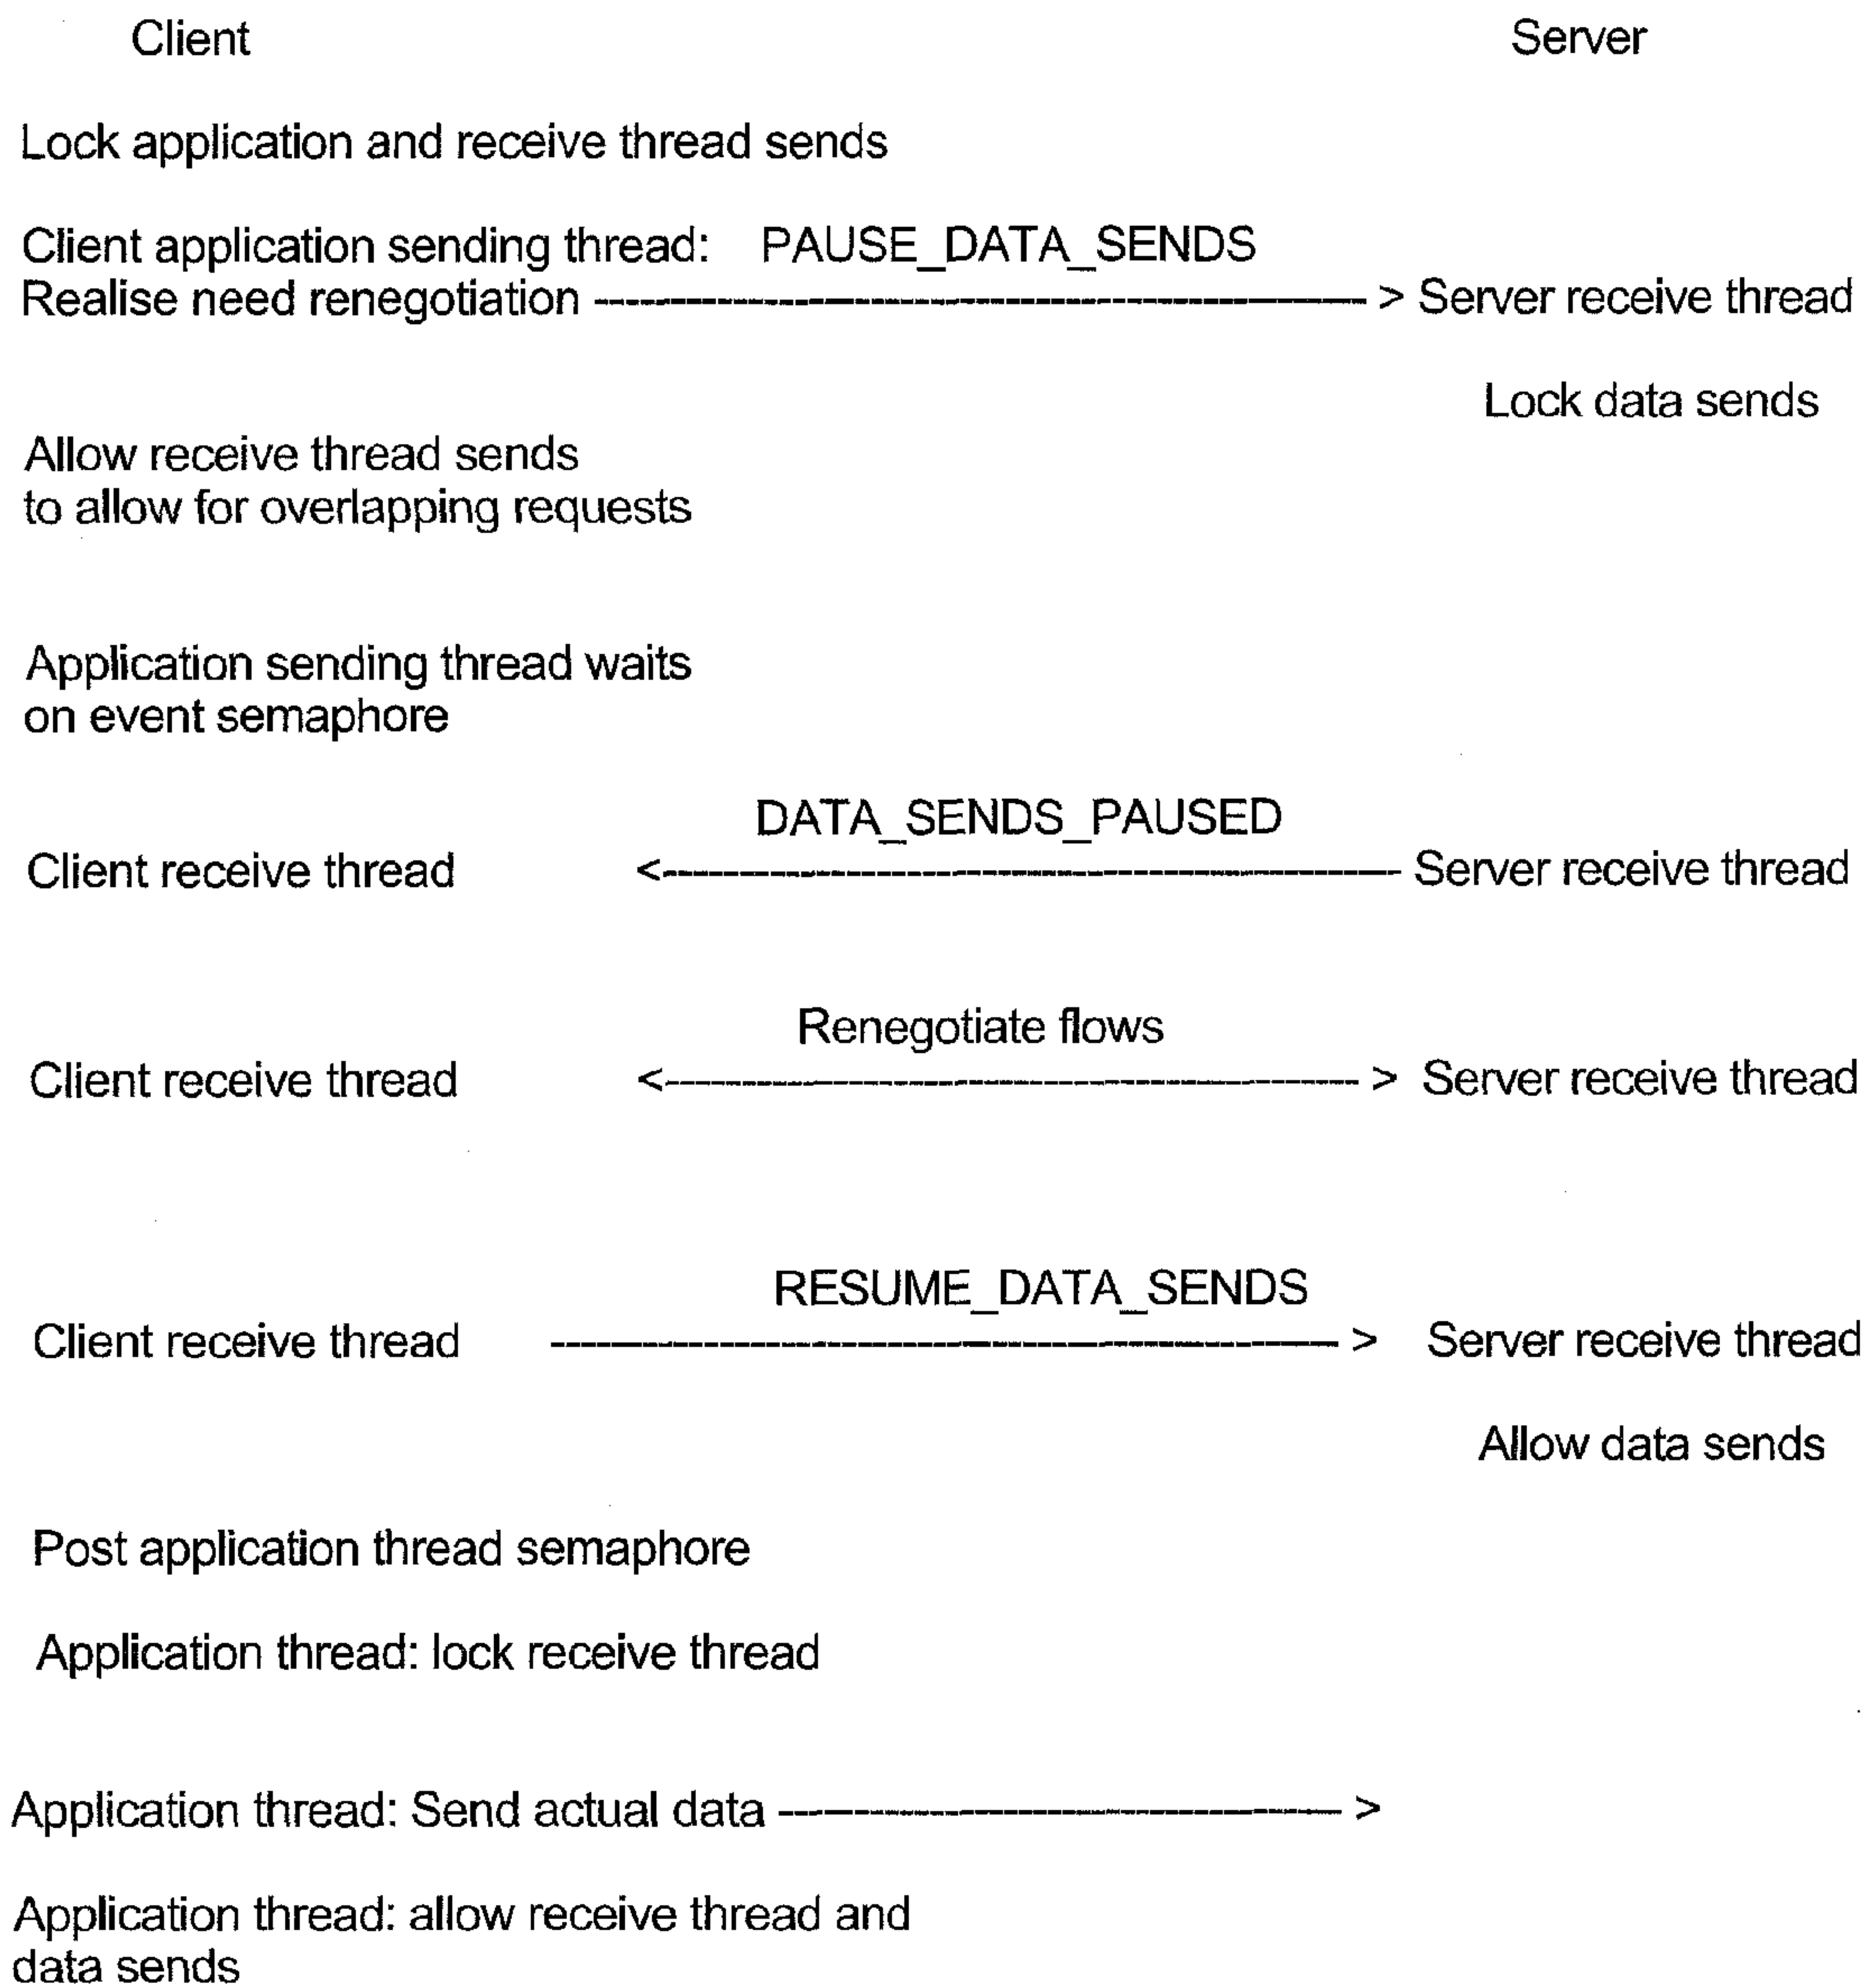 Client Server
Lock application and receive thread sends
Client application sending thread: PAUSE_DATA_SENDS
Realise need renegotiation ------------------------------> Server receive thread
Lock data sends
Allow receive thread sends
to allow for overlapping requests
Application sending thread waits
on event semaphore
DATA_SENDS_PAUSED
Client receive thread <------------------------------ Server receive thread
Renegotiate flows
Client receive thread <------------------------------> Server receive thread
RESUME_DATA_SENDS
Client receive thread ------------------------------> Server receive thread
Allow data sends
Post application thread semaphore
Application thread: lock receive thread
Application thread: Send actual data ------------------------------>
Application thread: allow receive thread and
data sends